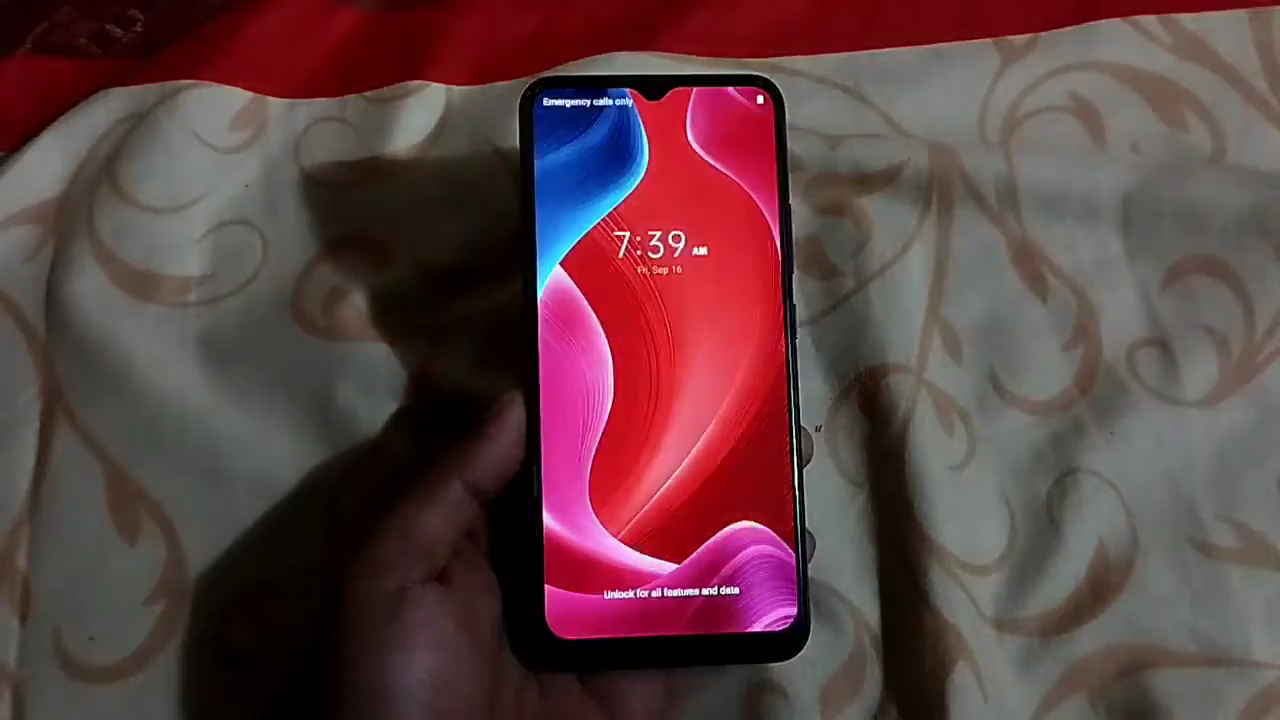 Emergency calls only
7:39 AM
Fri, Sep 16
Unlock for all features and data